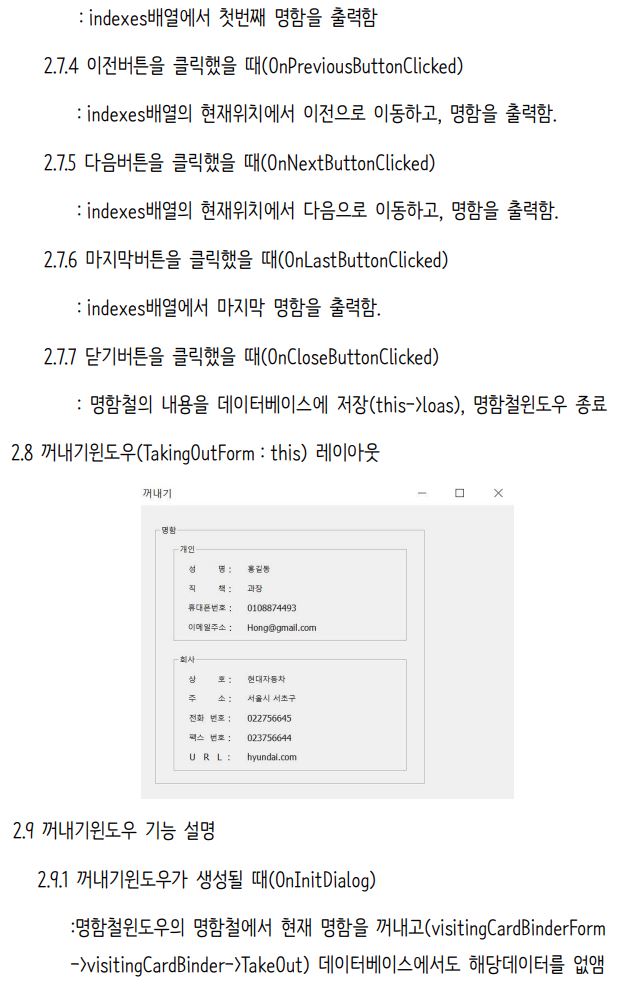 : indexes배열에서 첫번째 명함을 출력함
2.7.4 이전버튼을 클릭했을 때(OnPreviousButtonClicked)
: indexes배열의 현재위치에서 이전으로 이동하고, 명함을 출력함.
2.7.5 다음버튼을 클릭했을 때(OnNextButtonClicked)
: indexes배열의 현재위치에서 다음으로 이동하고, 명함을 출력함.
2.7.6 마지막버튼을 클릭했을 때(OnLastButtonClicked)
: indexes배열에서 마지막 명함을 출력함.
2.7.7 닫기버튼을 클릭했을 때(OnCloseButtonClicked)
: 명함철의 내용을 데이터베이스에 저장(this->loas), 명함철윈도우 종료
2.8 꺼내기윈도우(TakingOutForm : this) 레이아웃
꺼내기
명함
개인
성 명 : 홍길동
직 책 : 과장
휴대폰번호 : 0108874493
이메일주소 : Hong@gmail.com
회사
상 호 : 현대자동차
주 소 : 서울시 서초구
전화 번호 : 022756645
팩스 번호 : 023756644
U R L : hyundai.com
2.9 꺼내기윈도우 기능 설명
2.9.1 꺼내기윈도우가 생성될 때(OnInitDialog)
:명함철윈도우의 명함철에서 현재 명함을 꺼내고(visitingCardBinderForm
->visitingCardBinder->TakeOut) 데이터베이스에서도 해당데이터를 없앰